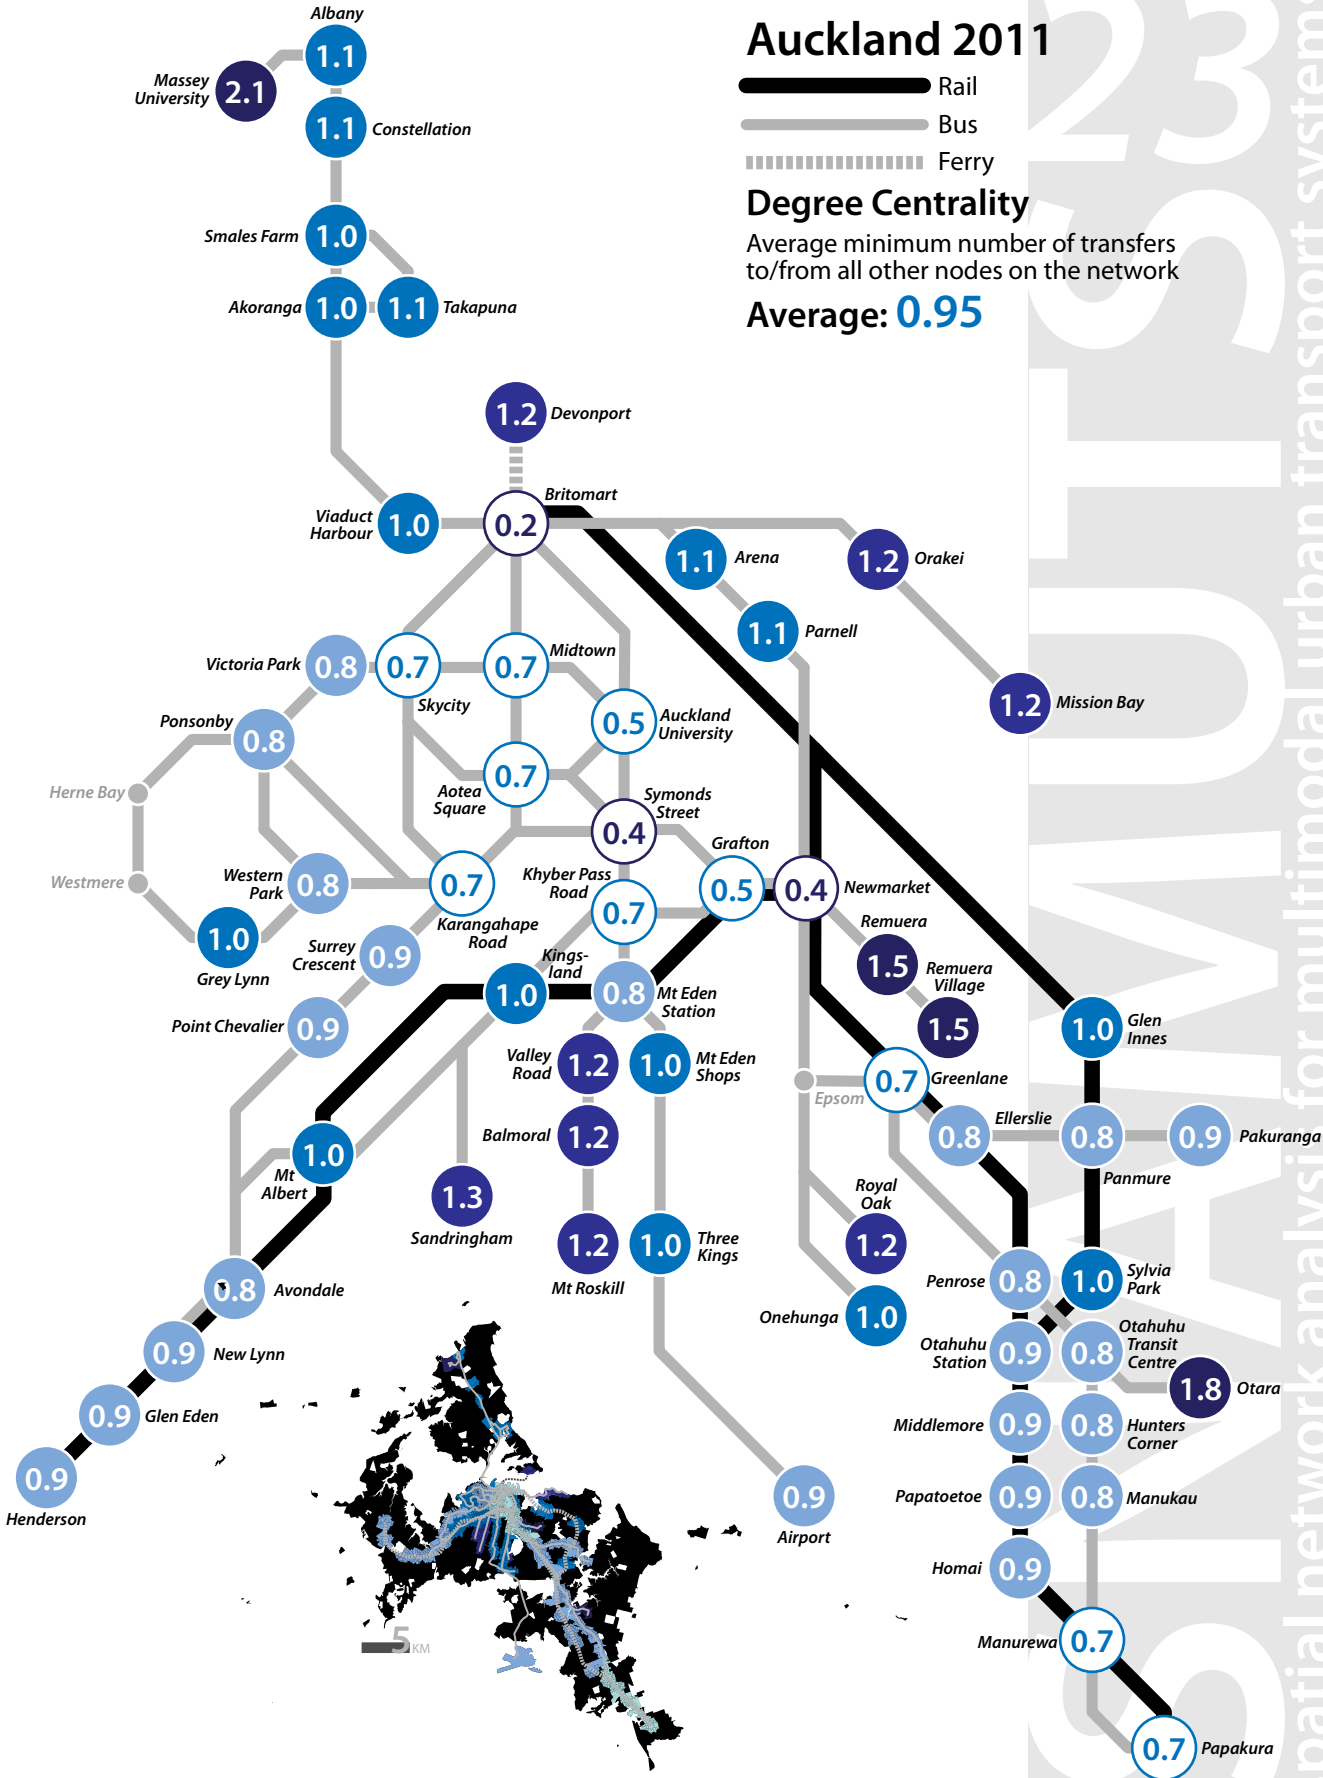 Auckland 2011
Rail
Bus
Ferry
Degree Centrality
Average minimum number of transfers
to/from all other nodes on the network
Average: 0.95
23
SNAMUTS
spatial network analysis for multimodal urban transport systems
Albany
1.1
Massey
University
2.1
1.1
Constellation
Smales Farm
1.0
Akoranga
1.0
1.1
Takapuna
1.2
Devonport
Britomart
Viaduct
Harbour
1.0
0.2
1.1
Arena
1.2
Orakei
1.1
Parnell
Victoria Park
0.8
0.7
Skycity
0.7
Midtown
1.2
Mission Bay
Ponsonby
0.8
0.5
Auckland
University
Herne Bay
Aotea
Square
0.7
Symonds
Street
0.4
Grafton
Westmere
Western
Park
0.8
0.7
Karangahape
Road
Khyber Pass
Road
0.7
0.5
0.4
Newmarket
1.0
Grey Lynn
Surrey
Crescent
0.9
Remuera
1.5
Remuera
Village
1.5
Kings-
land
1.0
0.8
Mt Eden
Station
Point Chevalier
0.9
1.0
Glen
Innes
Valley
Road
1.2
1.0
Mt Eden
Shops
Epsom
0.7
Greenlane
Balmoral
1.2
0.8
Ellerslie
0.8
Panmure
0.9
Pakuranga
Mt
Albert
1.0
1.3
Sandringham
Royal
Oak
1.2
1.2
Mt Roskill
1.0
Three
Kings
Penrose
0.8
1.0
Sylvia
Park
0.8
Avondale
Onehunga
1.0
0.9
New Lynn
Otahuhu
Station
0.9
0.8
Otahuhu
Transit
Centre
1.8
Otara
0.9
Glen Eden
Middlemore
0.9
0.8
Hunters
Corner
0.9
Henderson
0.9
Airport
Papatoetoe
0.9
0.8
Manukau
Homai
0.9
5 KM
Manurewa
0.7
0.7
Papakura